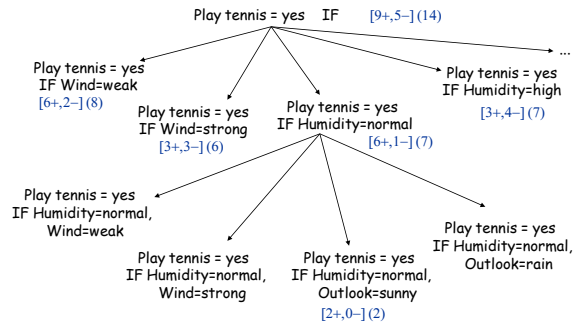 Play tennis = yes IF [9+,5−] (14)
...
Play tennis = yes
IF Wind=weak
[6+,2−] (8)
Play tennis = yes
IF Wind=strong
[3+,3−] (6)
Play tennis = yes
IF Humidity=normal
[6+,1−] (7)
Play tennis = yes
IF Humidity=high
[3+,4−] (7)
Play tennis = yes
IF Humidity=normal,
Wind=weak
Play tennis = yes
IF Humidity=normal,
Wind=strong
Play tennis = yes
IF Humidity=normal,
Outlook=sunny
[2+,0−] (2)
Play tennis = yes
IF Humidity=normal,
Outlook=rain